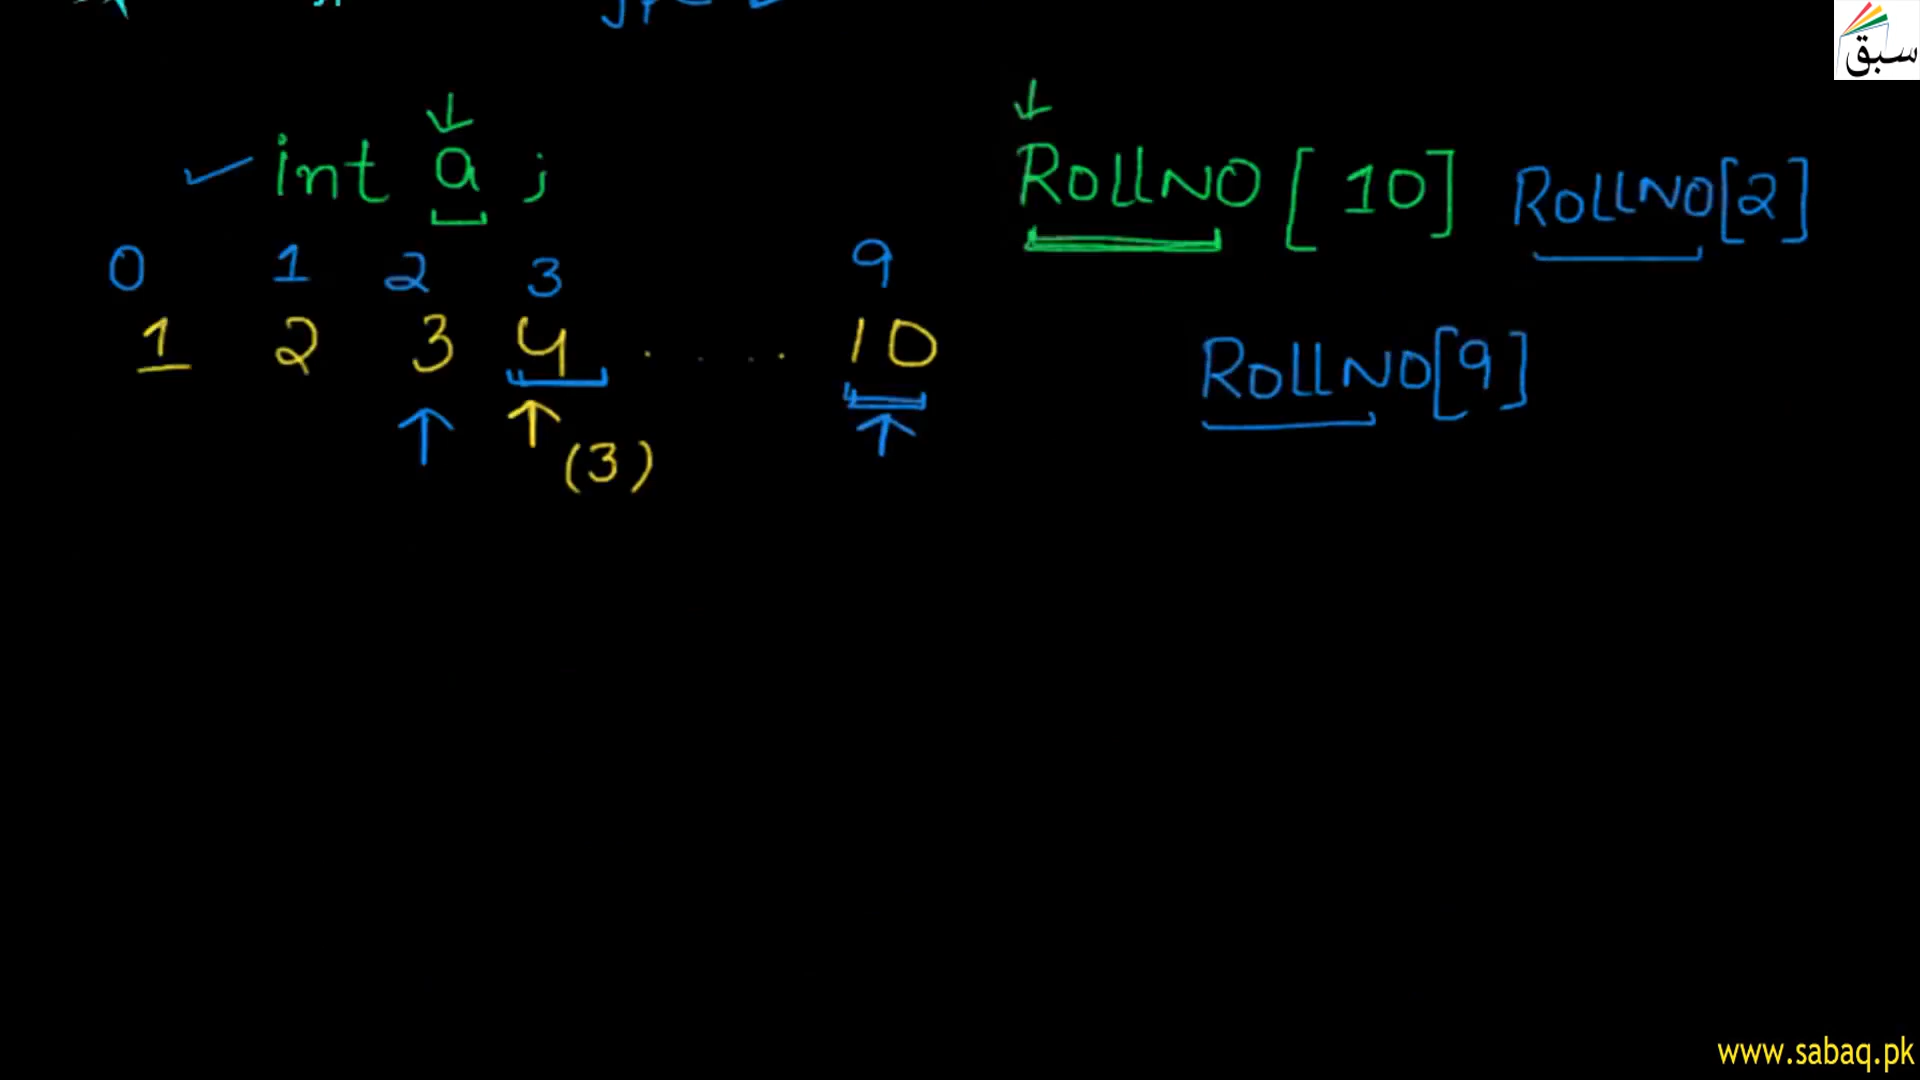 سبق
int a ;
RollNO [ 10 ] RollNO[2]
0 1 2 3 9
1 2 3 4 . . . . . 10
RollNO[9]
(3)
www.sabaq.pk